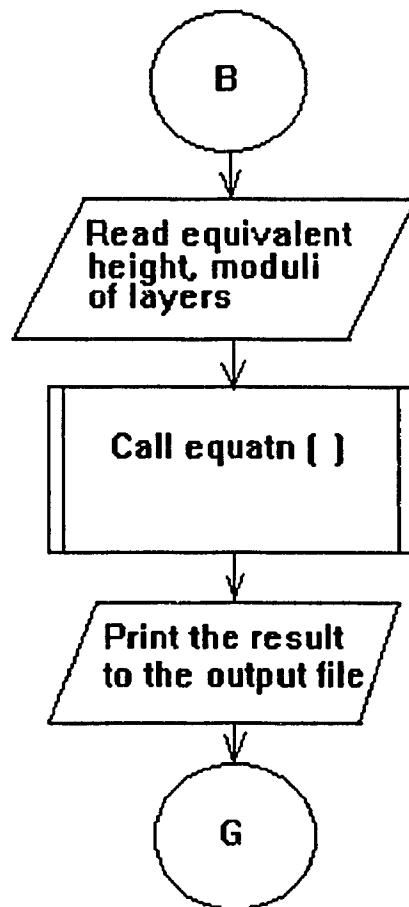 B
Read equivalent
height, moduli
of layers
Call equatn ( )
Print the result
to the output file
G